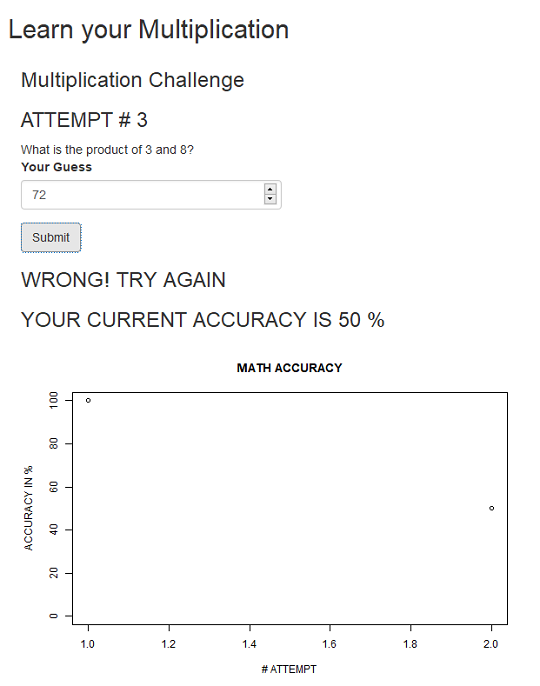 Learn your Multiplication
Multiplication Challenge
ATTEMPT # 3
What is the product of 3 and 8?
Your Guess
72
Submit
WRONG! TRY AGAIN
YOUR CURRENT ACCURACY IS 50 %
MATH ACCURACY
ACCURACY IN %
100
80
60
40
20
0
1.0 1.2 1.4 1.6 1.8 2.0
# ATTEMPT